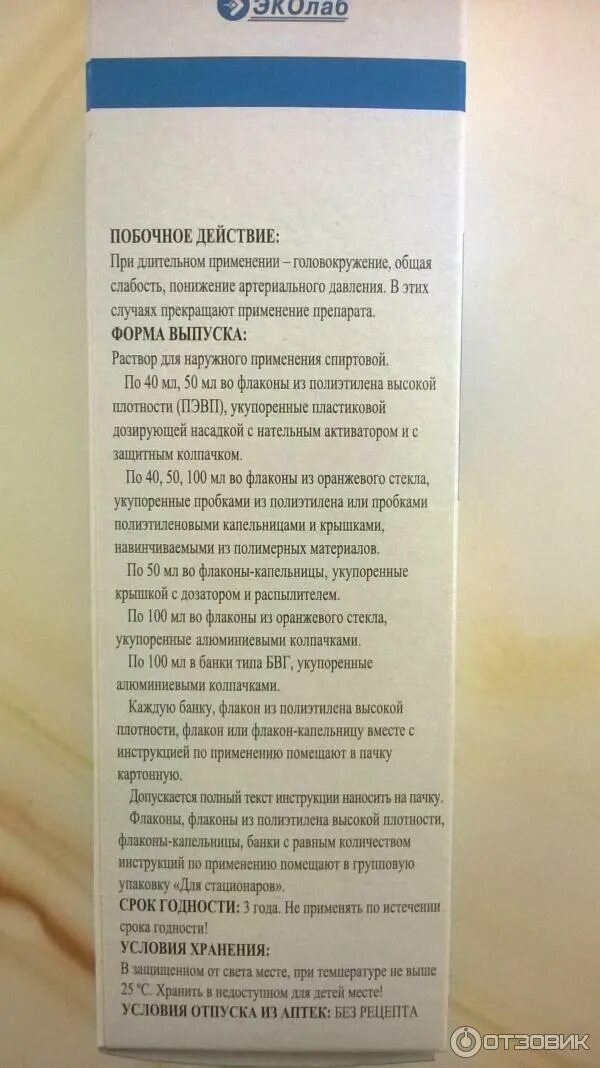 ЭКОлаб
ПОБОЧНОЕ ДЕЙСТВИЕ:
При длительном применении – головокружение, общая
слабость, понижение артериального давления. В этих
случаях прекращают применение препарата.
ФОРМА ВЫПУСКА:
Раствор для наружного применения спиртовой.
По 40 мл, 50 мл во флаконы из полиэтилена высокой
плотности (ПЭВП), укупоренные пластиковой
дозирующей насадкой с нательным активатором и с
защитным колпачком.
По 40, 50, 100 мл во флаконы из оранжевого стекла,
укупоренные пробками из полиэтилена или пробками
полиэтиленовыми капельницами и крышками,
навинчиваемыми из полимерных материалов.
По 50 мл во флаконы-капельницы, укупоренные
крышкой с дозатором и распылителем.
По 100 мл во флаконы из оранжевого стекла,
укупоренные алюминиевыми колпачками.
По 100 мл в банки типа БВГ, укупоренные
алюминиевыми колпачками.
Каждую банку, флакон из полиэтилена высокой
плотности, флакон или флакон-капельницу вместе с
инструкцией по применению помещают в пачку
картонную.
Допускается полный текст инструкции наносить на пачку.
Флаконы, флаконы из полиэтилена высокой плотности,
флаконы-капельницы, банки с равным количеством
инструкций по применению помещают в групповую
упаковку «Для стационаров».
СРОК ГОДНОСТИ: 3 года. Не применять по истечении
срока годности!
УСЛОВИЯ ХРАНЕНИЯ:
В защищенном от света месте, при температуре не выше
25 °С. Хранить в недоступном для детей месте!
УСЛОВИЯ ОТПУСКА ИЗ АПТЕК: БЕЗ РЕЦЕПТА
ОТЗОВИК